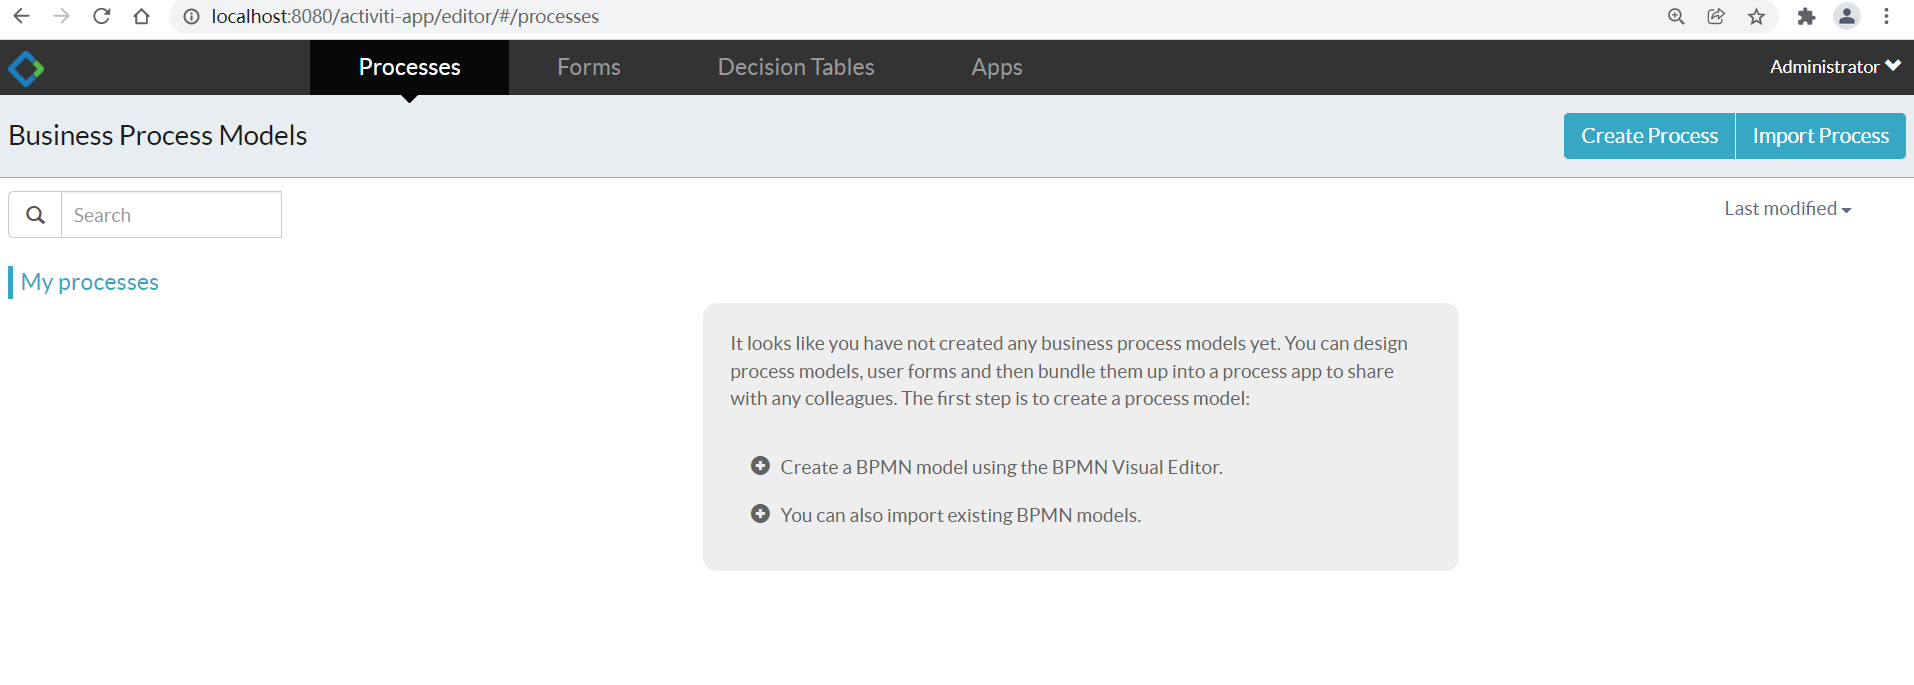 localhost:8080/activiti-app/editor/#/processes
Processes
Forms
Decision Tables
Apps
Administrator
Business Process Models
Create Process
Import Process
Search
Last modified
My processes
It looks like you have not created any business process models yet. You can design
process models, user forms and then bundle them up into a process app to share
with any colleagues. The first step is to create a process model:
Create a BPMN model using the BPMN Visual Editor.
You can also import existing BPMN models.